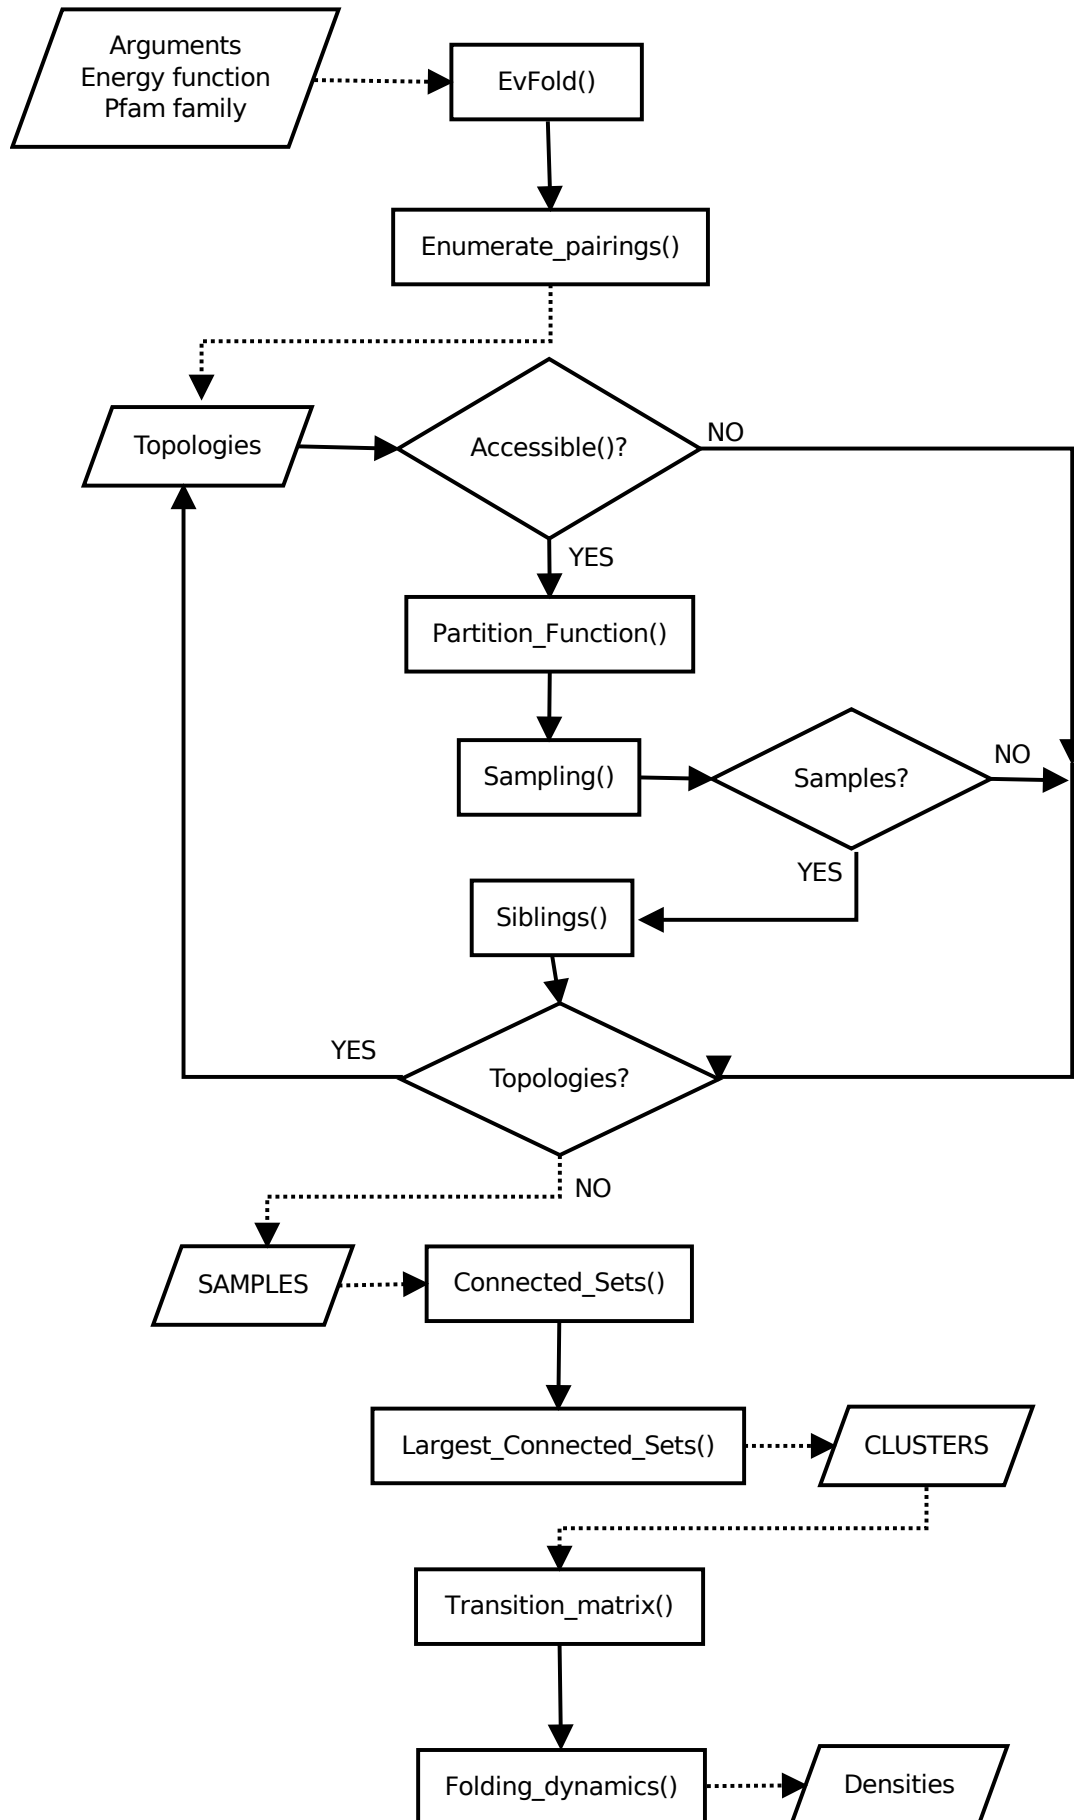 Arguments
Energy function
Pfam family
EvFold()
Enumerate_pairings()
Topologies
Accessible()?
NO
YES
Partition_Function()
Sampling()
Samples?
NO
YES
Siblings()
Topologies?
YES
NO
SAMPLES
Connected_Sets()
Largest_Connected_Sets()
CLUSTERS
Transition_matrix()
Folding_dynamics()
Densities